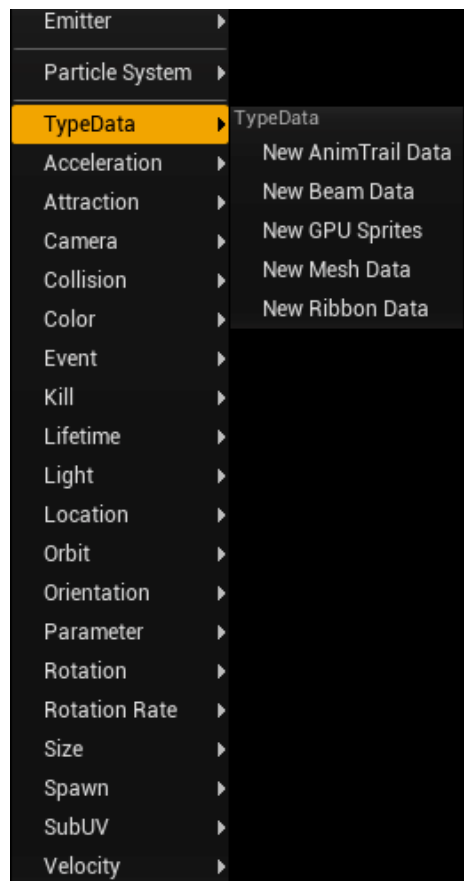 Emitter
Particle System
TypeData
Acceleration
Attraction
Camera
Collision
Color
Event
Kill
Lifetime
Light
Location
Orbit
Orientation
Parameter
Rotation
Rotation Rate
Size
Spawn
SubUV
Velocity
TypeData
New AnimTrail Data
New Beam Data
New GPU Sprites
New Mesh Data
New Ribbon Data